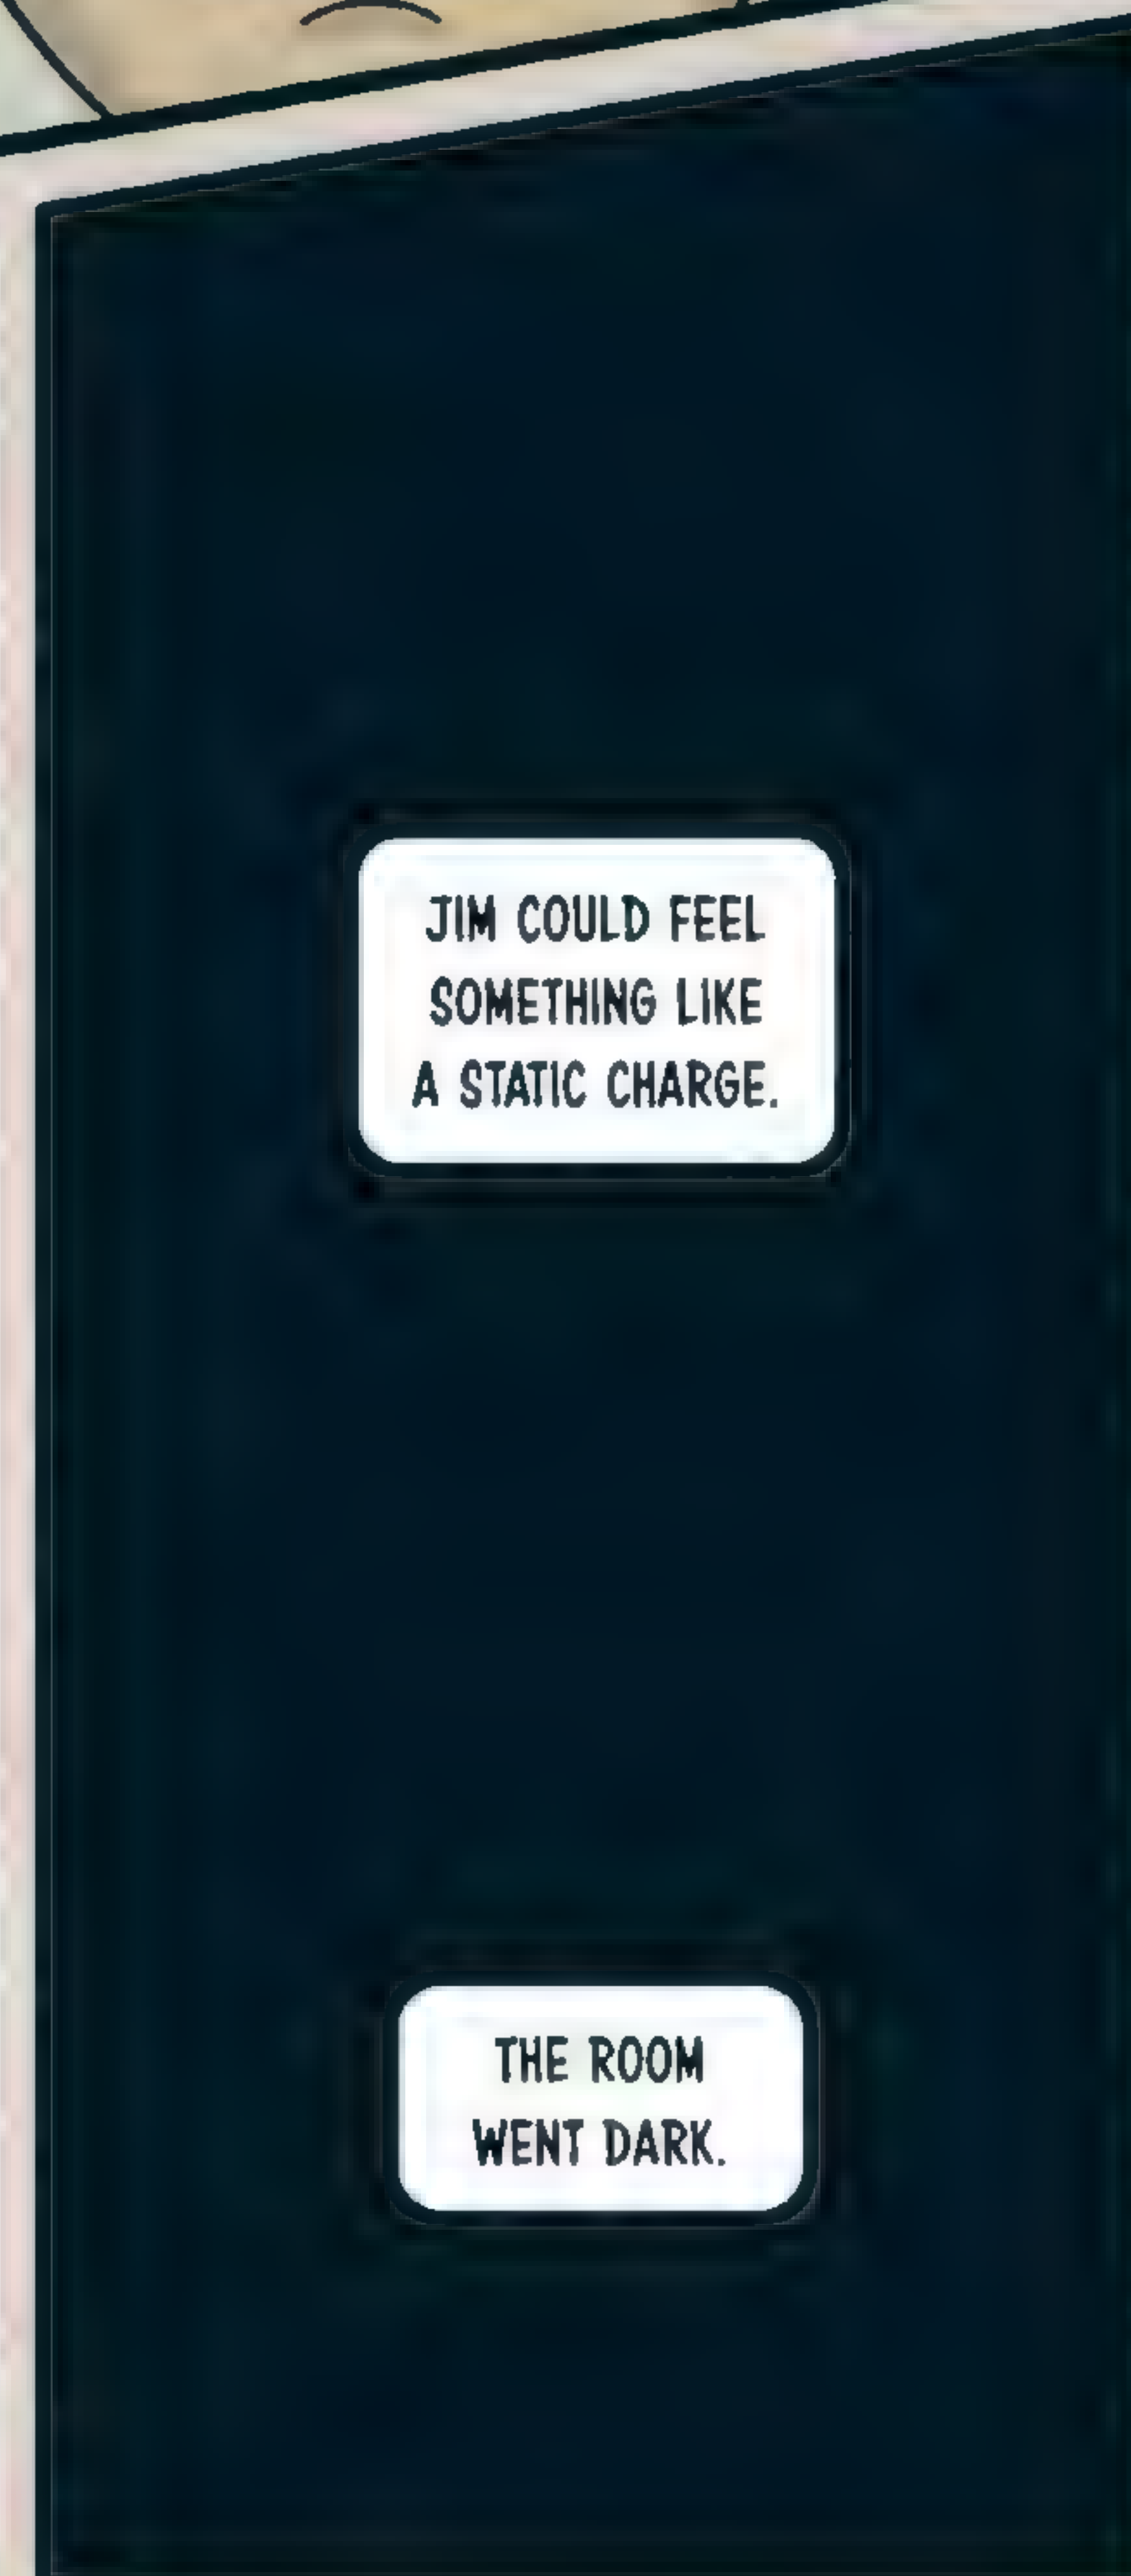 JIM COULD FEEL
SOMETHING LIKE
A STATIC CHARGE.
THE ROOM
WENT DARK.